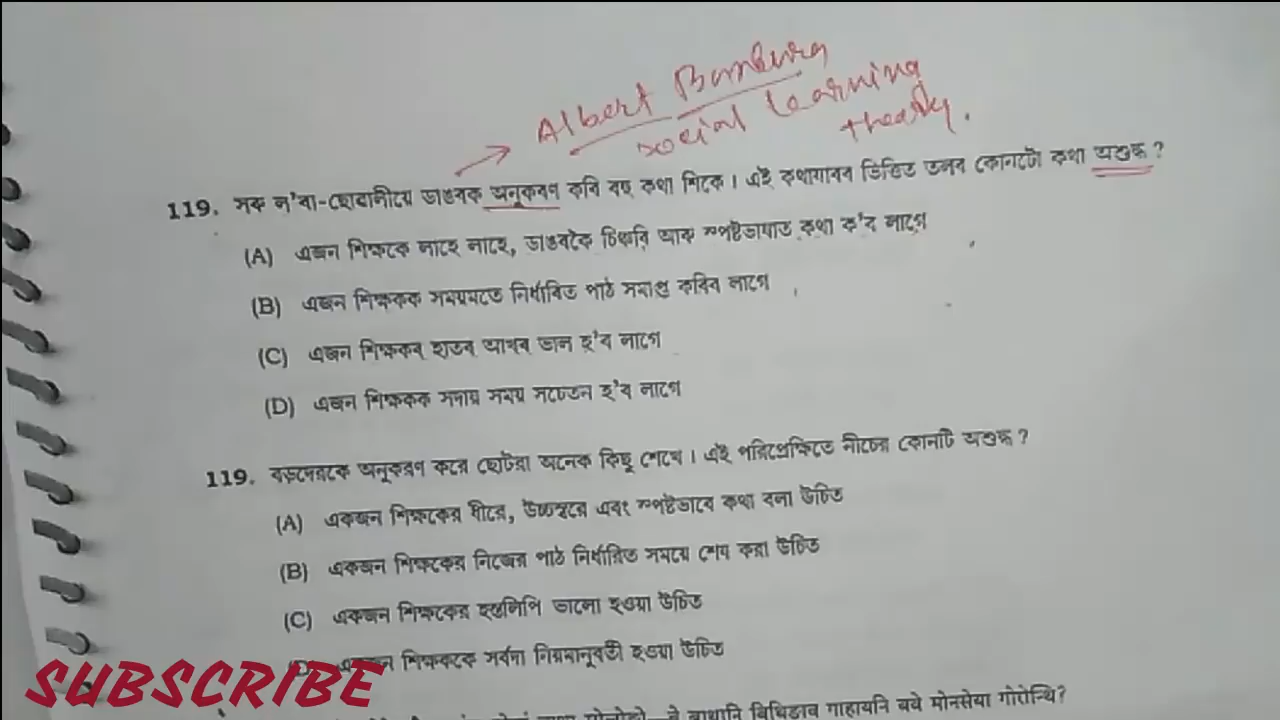 Albert Bandura
social learning
theory.
119. সৰু ল'ৰা-ছোৱালীয়ে ডাঙৰক অনুকৰণ কৰি বহু কথা শিকে। এই কথাষাৰৰ ভিত্তিত তলৰ কোনটো কথা অশুদ্ধ?
(A) এজন শিক্ষকে লাহে লাহে, ডাঙৰকৈ চিঞৰি আৰু স্পষ্টভাষাত কথা ক'ব লাগে
(B) এজন শিক্ষকক সময়মতে নিৰ্ধাৰিত পাঠ সমাপ্ত কৰিব লাগে
(C) এজন শিক্ষকৰ হাতৰ আখৰ ভাল হ'ব লাগে
(D) এজন শিক্ষকক সদায় সময় সচেতন হ'ব লাগে
119. বড়দেরকে অনুকরণ করে ছোটরা অনেক কিছু শেখে। এই পরিপ্রেক্ষিতে নীচের কোনটি অশুদ্ধ?
(A) একজন শিক্ষকের ধীরে, উচ্চস্বরে এবং স্পষ্টভাবে কথা বলা উচিত
(B) একজন শিক্ষকের নিজের পাঠ নির্ধারিত সময়ে শেষ করা উচিত
(C) একজন শিক্ষকের হস্তলিপি ভালো হওয়া উচিত
(D) একজন শিক্ষককে সর্বদা নিয়মানুবর্তী হওয়া উচিত
SUBSCRIBE
बाथानि बिथिङाव गाहायनि बबे मोनसेया गोरोन्थि?